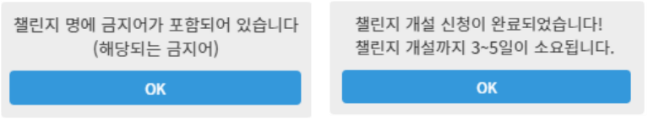 챌린지 명에 금지어가 포함되어 있습니다
(해당되는 금지어)
OK
챌린지 개설 신청이 완료되었습니다!
챌린지 개설까지 3~5일이 소요됩니다.
OK